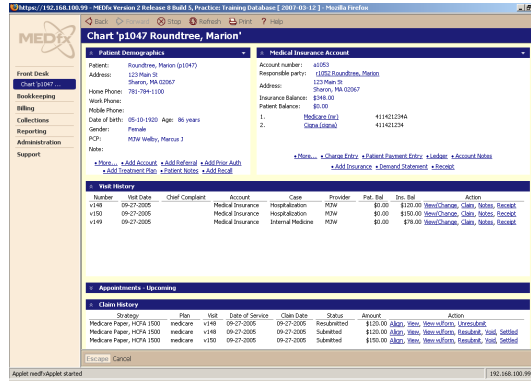 https://192.168.100.99 - MEDfx Version 2 Release 8 Build 5, Practice: Training Database [ 2007-03-12 ] - Mozilla Firefox
Back Forward Stop Refresh Print ? Help
MEDfx
Chart 'p1047 Roundtree, Marion'
Front Desk
Chart 'p1047 ...
Bookkeeping
Billing
Collections
Reporting
Administration
Support
Patient Demographics
Patient: Roundtree, Marion (p1047)
Address: 123 Main St
Sharon, MA 02067
Home Phone: 781-784-1100
Work Phone:
Mobile Phone:
Date of birth: 05-10-1920 Age: 86 years
Gender: Female
PCP: MJW Welby, Marcus J
Note:
• More... • Add Account • Add Referral • Add Prior Auth
• Add Treatment Plan • Patient Notes • Add Recall
Medical Insurance Account
Account number: a1053
Responsible party: r1052 Roundtree, Marion
Address: 123 Main St
Sharon, MA 02067
Insurance Balance: $348.00
Patient Balance: $0.00
1. Medicare (mr) 411421234A
2. Cigna (signa) 411421234
• More... • Charge Entry • Patient Payment Entry • Ledger • Account Notes
• Add Insurance • Demand Statement • Receipt
Visit History
Number Visit Date Chief Complaint Account Case Provider Pat. Bal Ins. Bal Action
v148 09-27-2005 Medical Insurance Hospitalization MJW $0.00 $120.00 View/Change, Claim, Notes, Receipt
v150 09-27-2005 Medical Insurance Hospitalization MJW $0.00 $150.00 View/Change, Claim, Notes, Receipt
v149 09-27-2005 Medical Insurance Internal Medicine MJW $0.00 $78.00 View/Change, Claim, Notes, Receipt
Appointments - Upcoming
Claim History
Strategy Plan Visit Date of Service Claim Date Status Amount Action
Medicare Paper, HCFA 1500 medicare v148 09-27-2005 09-27-2005 Resubmitted $120.00 Align, View, View w/form, Unresubmit
Medicare Paper, HCFA 1500 medicare v148 09-27-2005 09-27-2005 Submitted $120.00 Align, View, View w/form, Resubmit, Void, Settled
Medicare Paper, HCFA 1500 medicare v150 09-27-2005 09-27-2005 Submitted $150.00 Align, View, View w/form, Resubmit, Void, Settled
Escape Cancel
Applet medfxApplet started 192.168.100.99